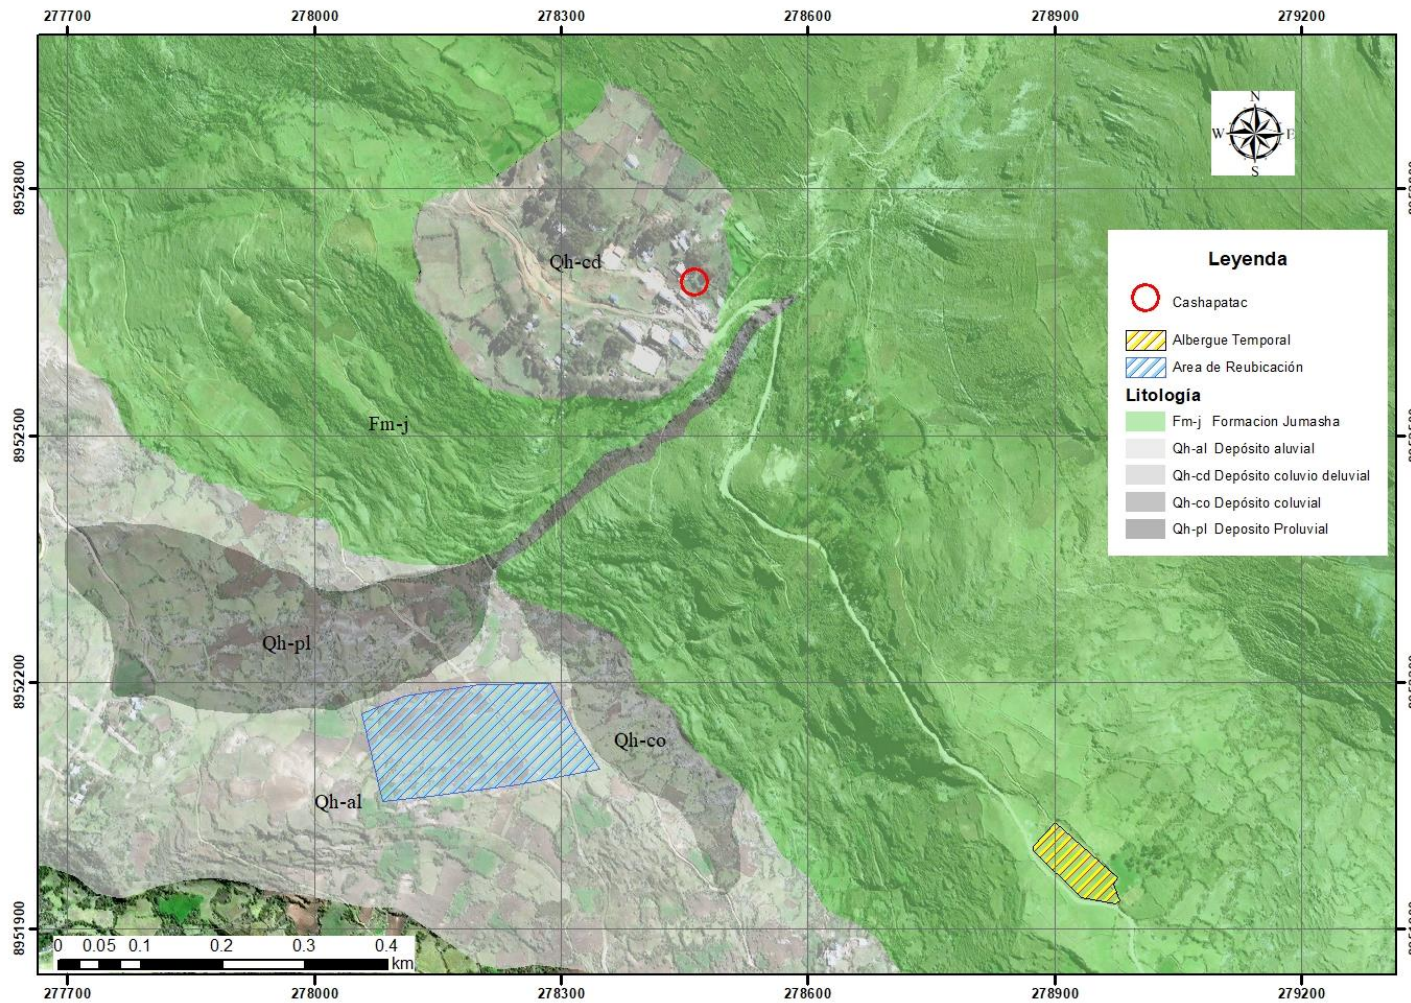 277700 278000 278300 278600 278900 279200
N
W E
S
8952800
8952500
8952200
8951900
Qh-cd
Fm-j
Qh-pl
Qh-co
Qh-al
Leyenda
Cashapatac
Albergue Temporal
Area de Reubicación
Litología
Fm-j Formacion Jumasha
Qh-al Depósito aluvial
Qh-cd Depósito coluvio deluvial
Qh-co Depósito coluvial
Qh-pl Deposito Proluvial
0 0.05 0.1 0.2 0.3 0.4
km
277700 278000 278300 278600 278900 279200